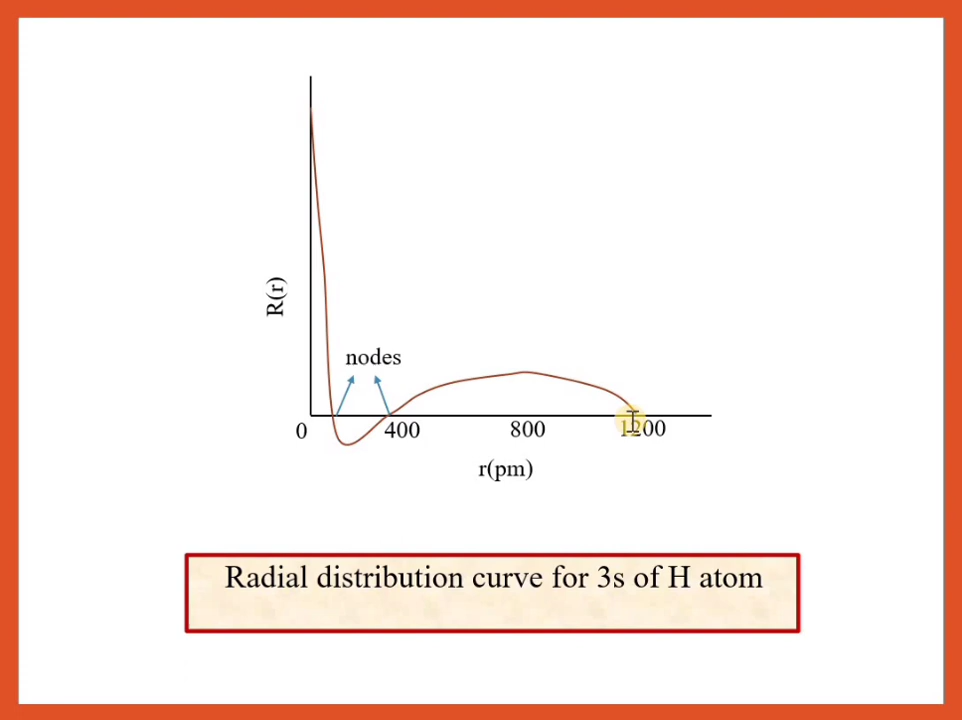 R(r)
nodes
0
400
800
1200
r(pm)
Radial distribution curve for 3s of H atom